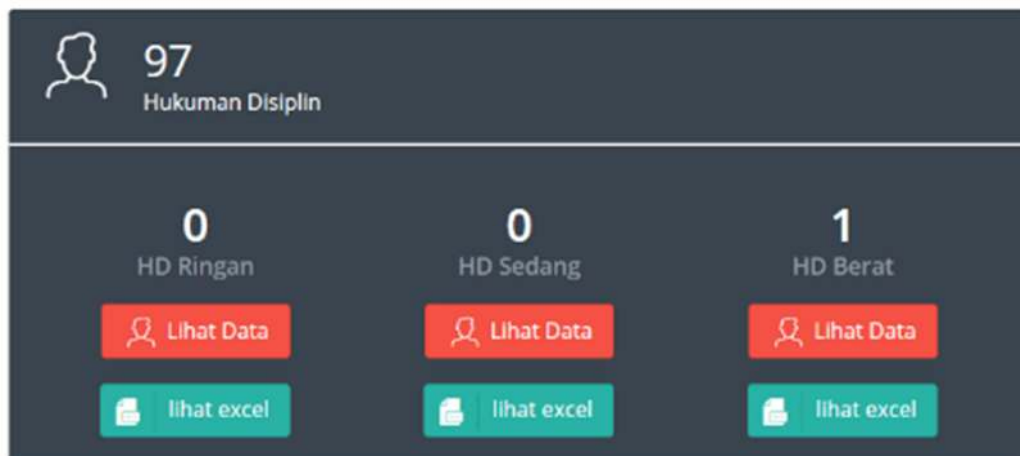 97
Hukuman Disiplin
0 0 1
HD Ringan HD Sedang HD Berat
Lihat Data Lihat Data Lihat Data
lihat excel lihat excel lihat excel